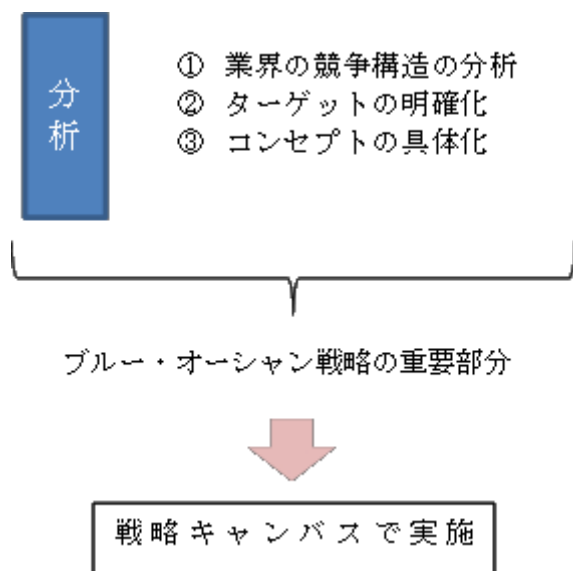 分析
① 業界の競争構造の分析
② ターゲットの明確化
③ コンセプトの具体化
ブルー・オーシャン戦略の重要部分
戦略キャンバスで実施